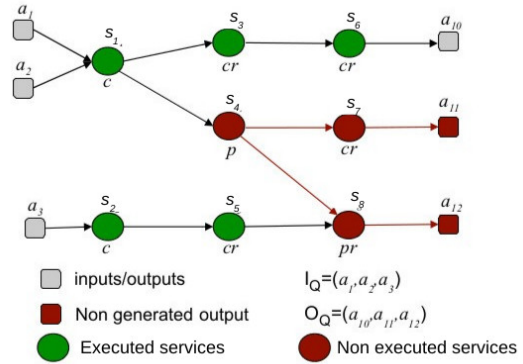 a1 s1 s3 s6 a10
a2 c cr cr
s4 s7 a11
p cr
a3 s2 s5 s8 a12
c cr pr
inputs/outputs IQ=(a1,a2,a3)
Non generated output OQ=(a10,a11,a12)
Executed services Non executed services